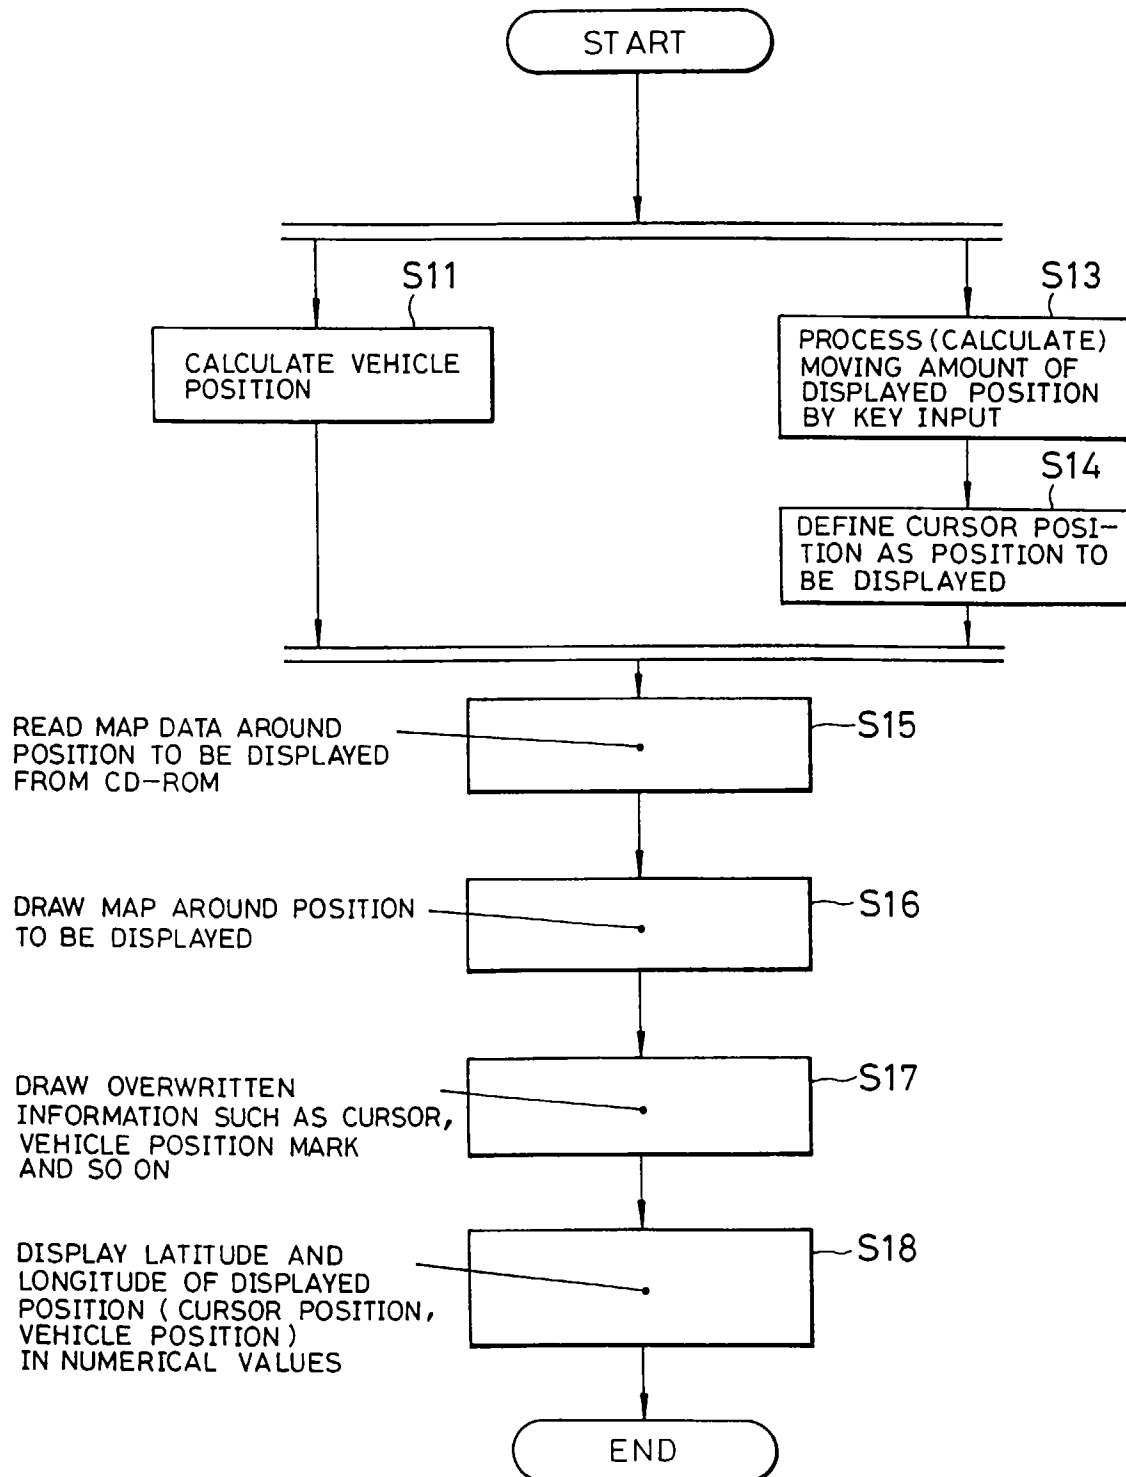 START
S11
CALCULATE VEHICLE
POSITION
S13
PROCESS (CALCULATE)
MOVING AMOUNT OF
DISPLAYED POSITION
BY KEY INPUT
S14
DEFINE CURSOR POSI-
TION AS POSITION TO
BE DISPLAYED
READ MAP DATA AROUND
POSITION TO BE DISPLAYED
FROM CD-ROM
S15
DRAW MAP AROUND POSITION
TO BE DISPLAYED
S16
DRAW OVERWRITTEN
INFORMATION SUCH AS CURSOR,
VEHICLE POSITION MARK
AND SO ON
S17
DISPLAY LATITUDE AND
LONGITUDE OF DISPLAYED
POSITION (CURSOR POSITION,
VEHICLE POSITION)
IN NUMERICAL VALUES
S18
END